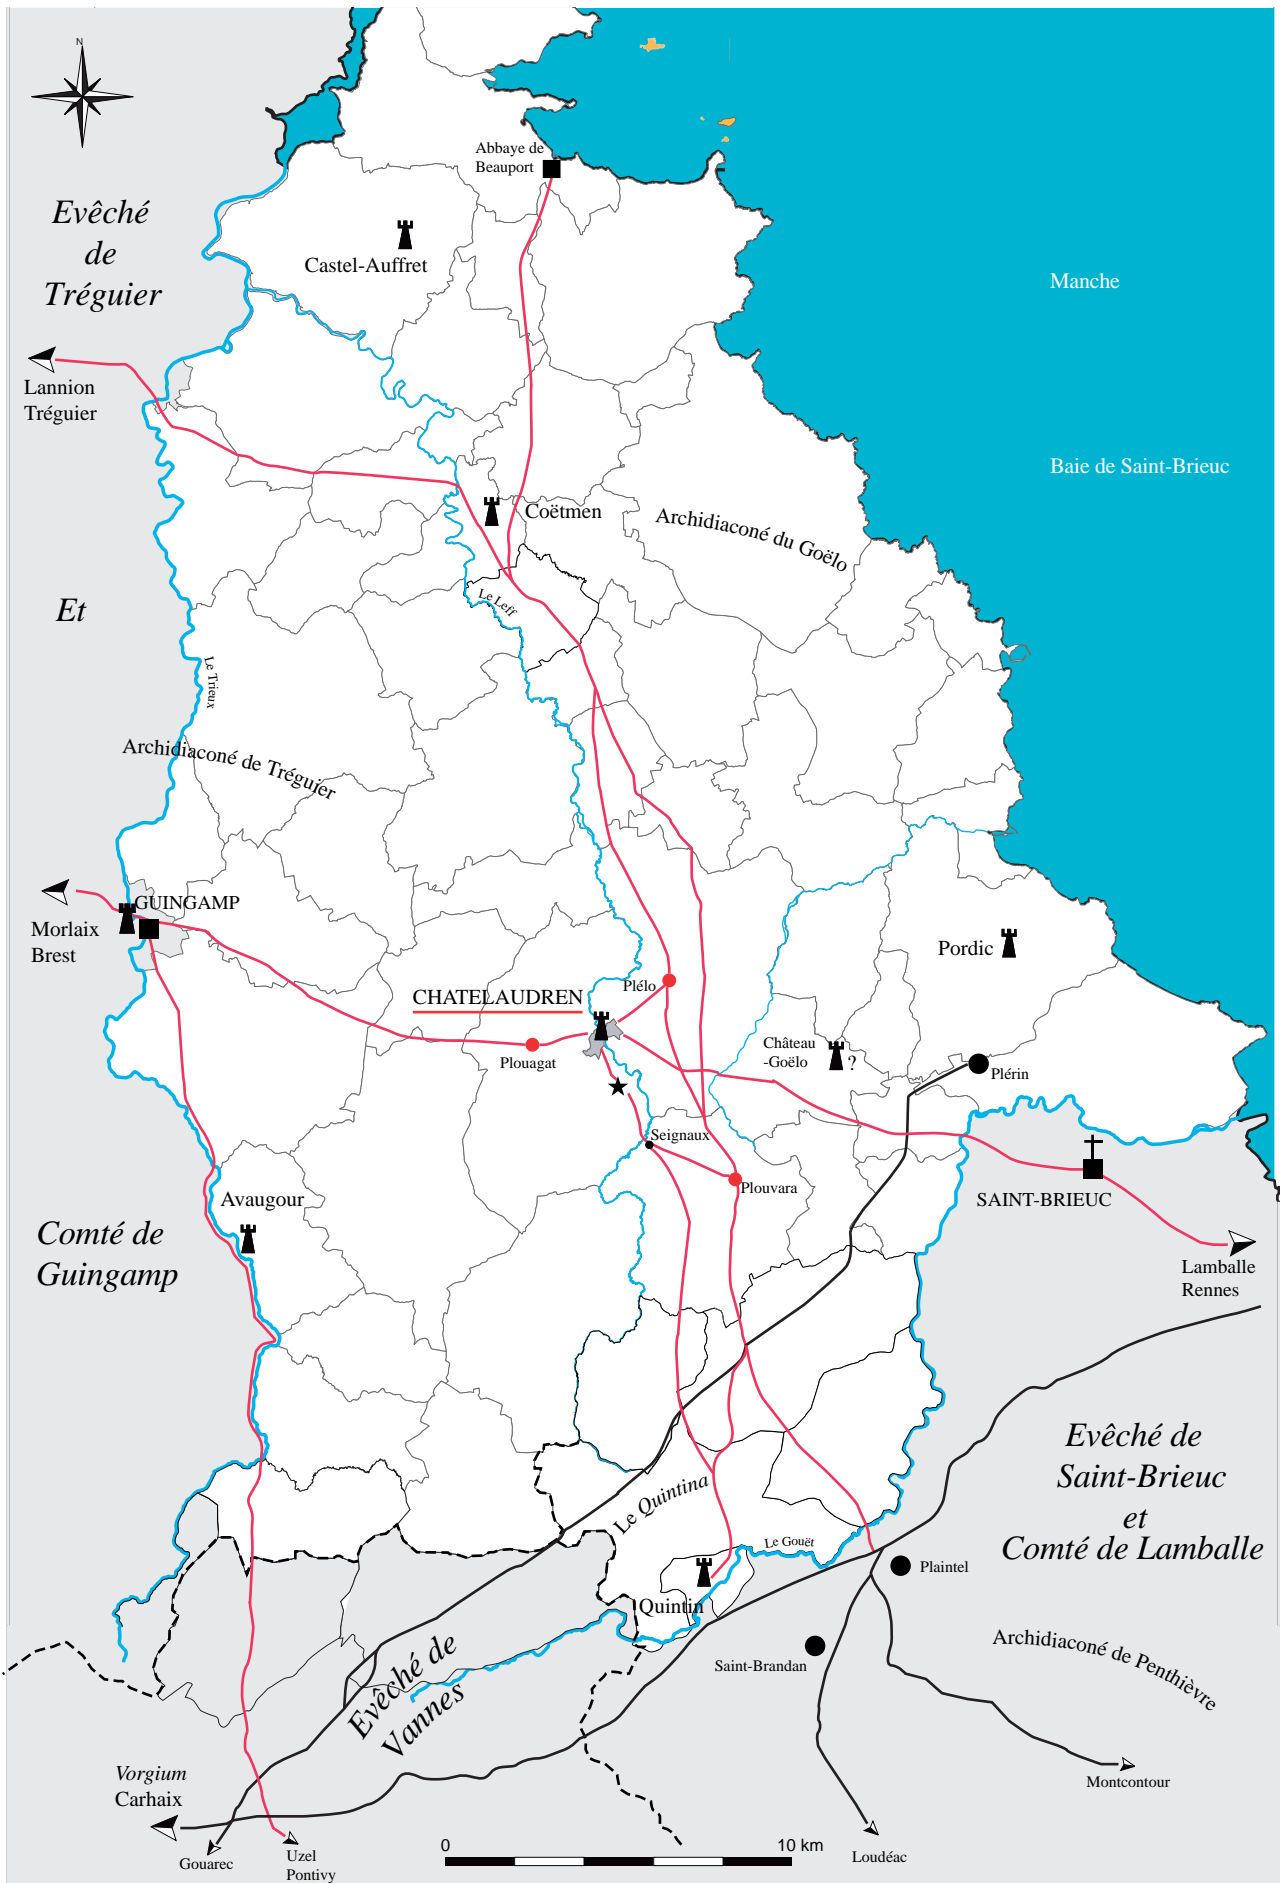 N
Abbaye de
Beauport
Evêché
de
Tréguier
Castel-Auffret
Manche
Lannion
Tréguier
Baie de Saint-Brieuc
Coëtmen
Archidiaconé du Goëlo
Le Leff
Et
Le Trieux
Archidiaconé de Tréguier
GUINGAMP
Morlaix
Brest
Pordic
Plélo
CHATELAUDREN
Château
-Goëlo
?
Plouagat
Plérin
Seignaux
Plouvara
Avaugour
SAINT-BRIEUC
Comté de
Guingamp
Lamballe
Rennes
Evêché de
Saint-Brieuc
et
Comté de Lamballe
Le Quintina
Le Gouët
Plaintel
Quintin
Saint-Brandan
Archidiaconé de Penthièvre
Evêché de
Vannes
Vorgium
Carhaix
Montcontour
Gouarec
Uzel
Pontivy
0
10 km
Loudéac